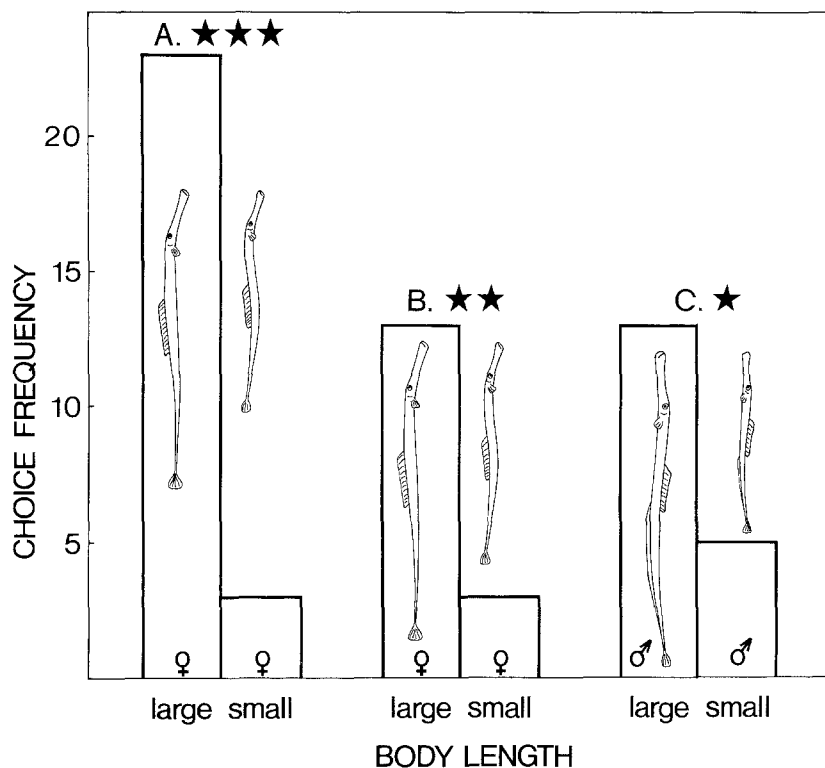 A. ★★★
20
15
10
5
CHOICE FREQUENCY
B. ★★
C. ★
♀ ♀ ♀ ♀ ♂ ♂
large small large small large small
BODY LENGTH